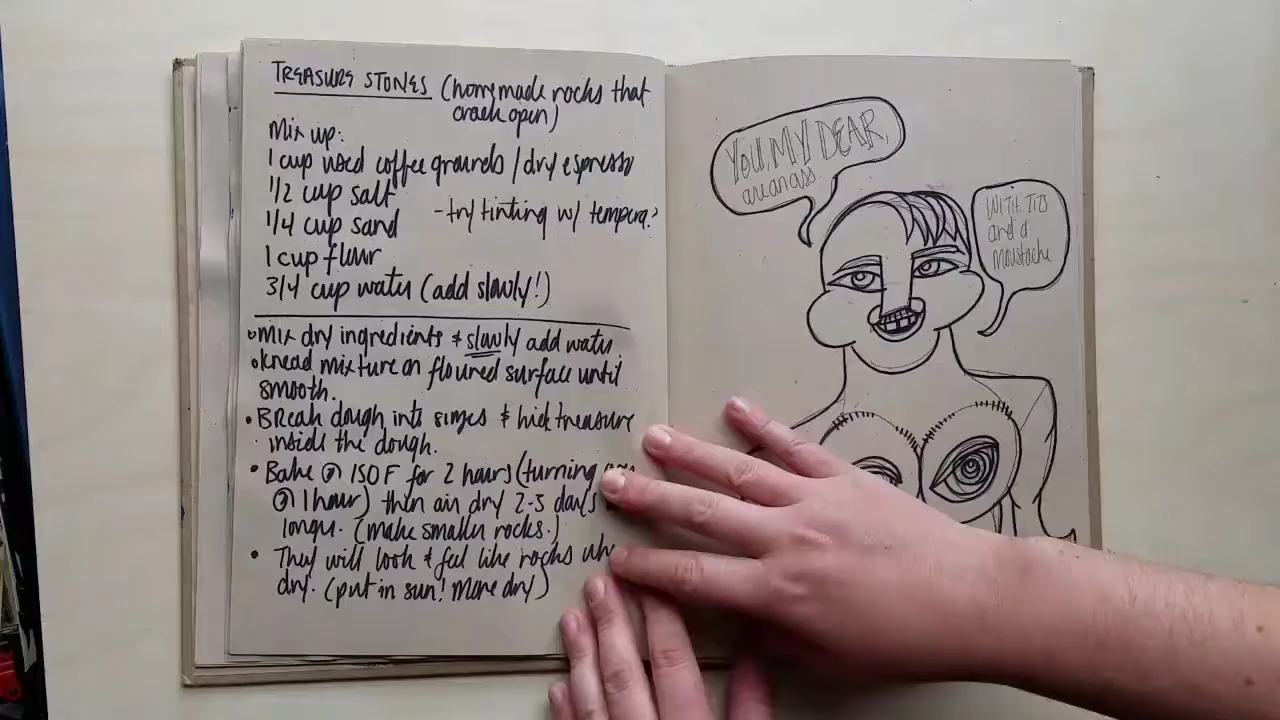 TREASURE STONES (homemade rocks that
crack open)
Mix up:
1 cup used coffee grounds / dry espresso
1/2 cup salt
1/4 cup sand
- try tinting w/ tempera?
1 cup flour
3/4 cup water (add slowly!)
• Mix dry ingredients & slowly add water.
• knead mixture on floured surface until
smooth.
• Break dough into sizes & hide treasure
inside the dough.
• Bake @ 150 F for 2 hours (turning
@ 1 hour) then air dry 2-3 days
longer. (make smaller rocks.)
• They will look & feel like rocks
dry. (put in sun! More dry)
YOU, MY DEAR,
are an ass
WITH TITS
and a
moustache